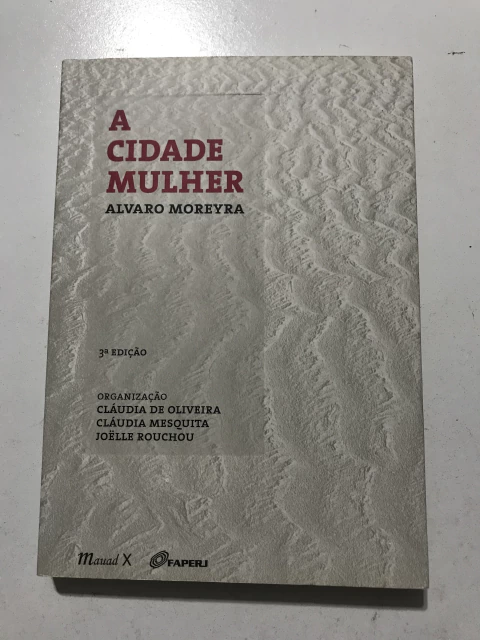 A
CIDADE
MULHER
ALVARO MOREYRA
3ª EDIÇÃO
ORGANIZAÇÃO
CLÁUDIA DE OLIVEIRA
CLÁUDIA MESQUITA
JOËLLE ROUCHOU
mauad X FAPERJ